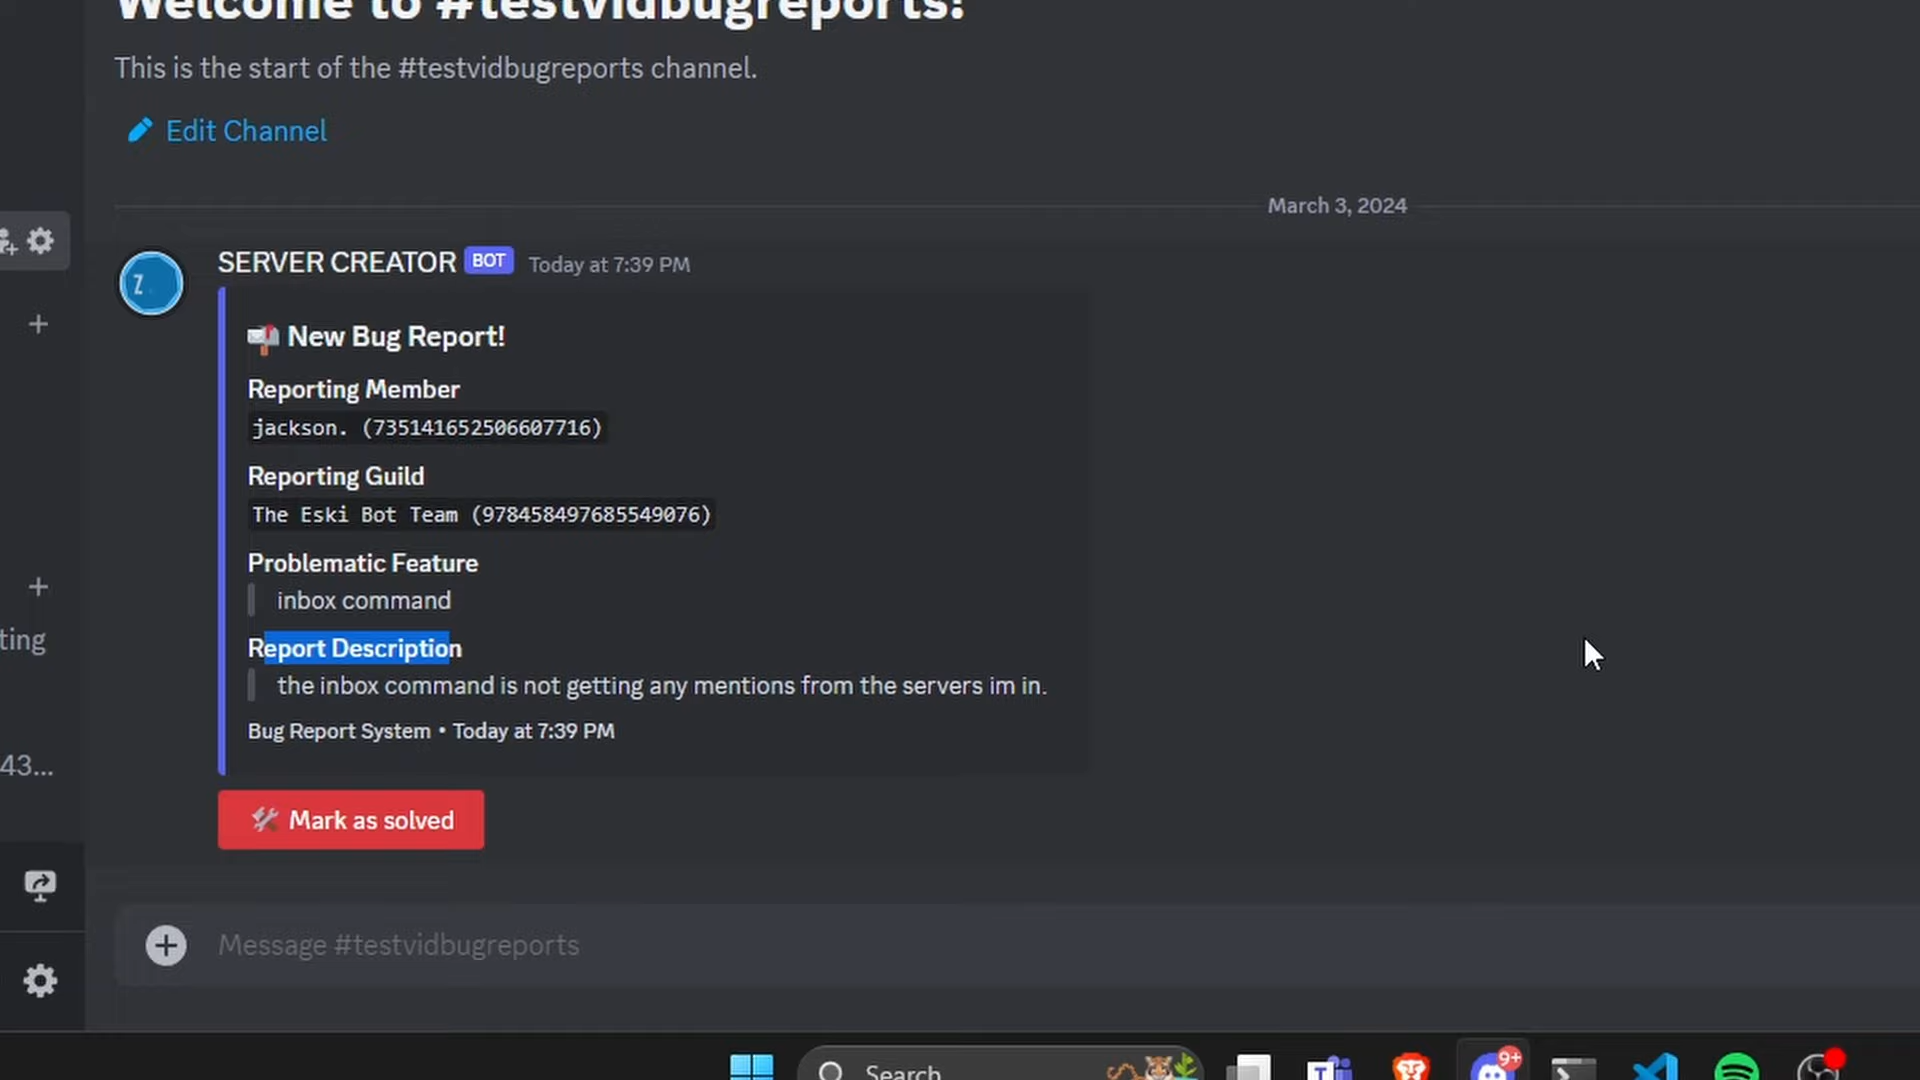 Welcome to #testvidbugreports!
This is the start of the #testvidbugreports channel.
Edit Channel
March 3, 2024
SERVER CREATOR BOT Today at 7:39 PM
Z
New Bug Report!
Reporting Member
jackson. (735141652506607716)
Reporting Guild
The Eski Bot Team (978458497685549076)
Problematic Feature
inbox command
Report Description
ting
the inbox command is not getting any mentions from the servers im in.
Bug Report System • Today at 7:39 PM
43...
Mark as solved
Message #testvidbugreports
Search
T
9+